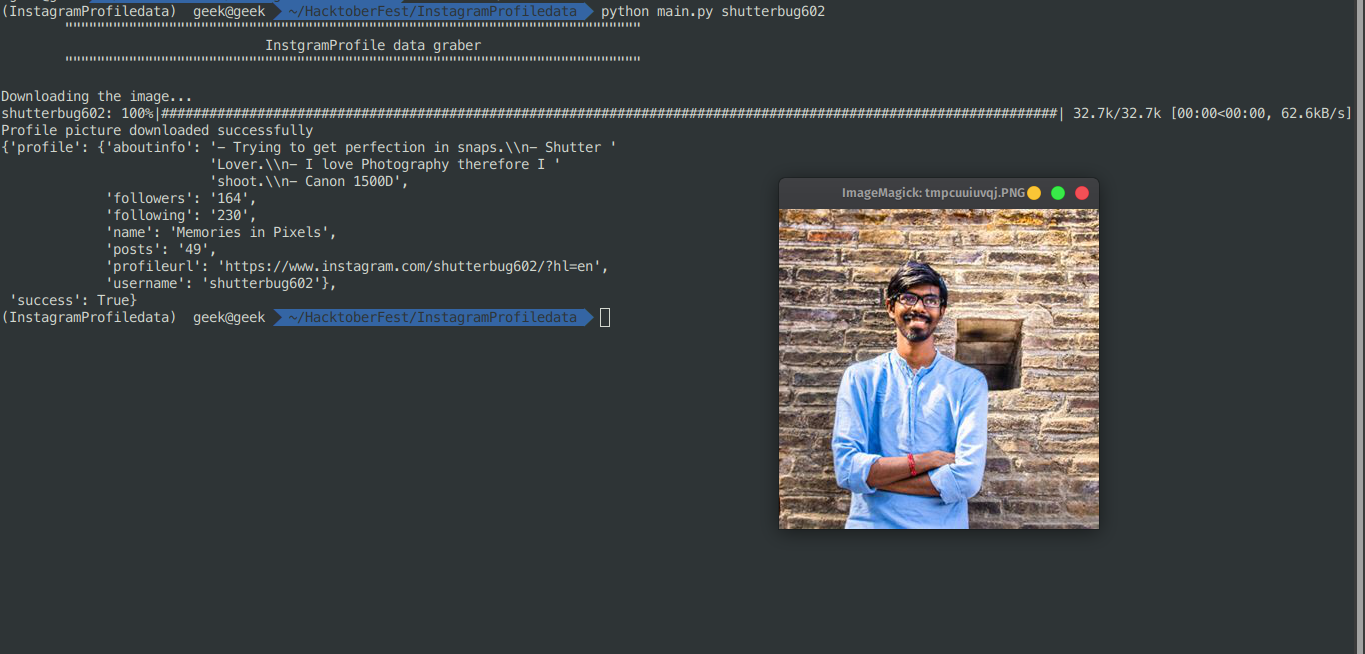 (InstagramProfiledata) geek@geek ~/HacktoberFest/InstagramProfiledata python main.py shutterbug602
""""""""""""""""""""""""""""""""""""""""""""""""""""""""""""""""""""""""
InstgramProfile data graber
""""""""""""""""""""""""""""""""""""""""""""""""""""""""""""""""""""""""
Downloading the image...
shutterbug602: 100%|################################################################################################################| 32.7k/32.7k [00:00<00:00, 62.6kB/s]
Profile picture downloaded successfully
{'profile': {'aboutinfo': '- Trying to get perfection in snaps.\\n- Shutter '
'Lover.\\n- I love Photography therefore I '
'shoot.\\n- Canon 1500D',
'followers': '164',
'following': '230',
'name': 'Memories in Pixels',
'posts': '49',
'profileurl': 'https://www.instagram.com/shutterbug602/?hl=en',
'username': 'shutterbug602'},
'success': True}
(InstagramProfiledata) geek@geek ~/HacktoberFest/InstagramProfiledata
ImageMagick: tmpcuuiuvqj.PNG